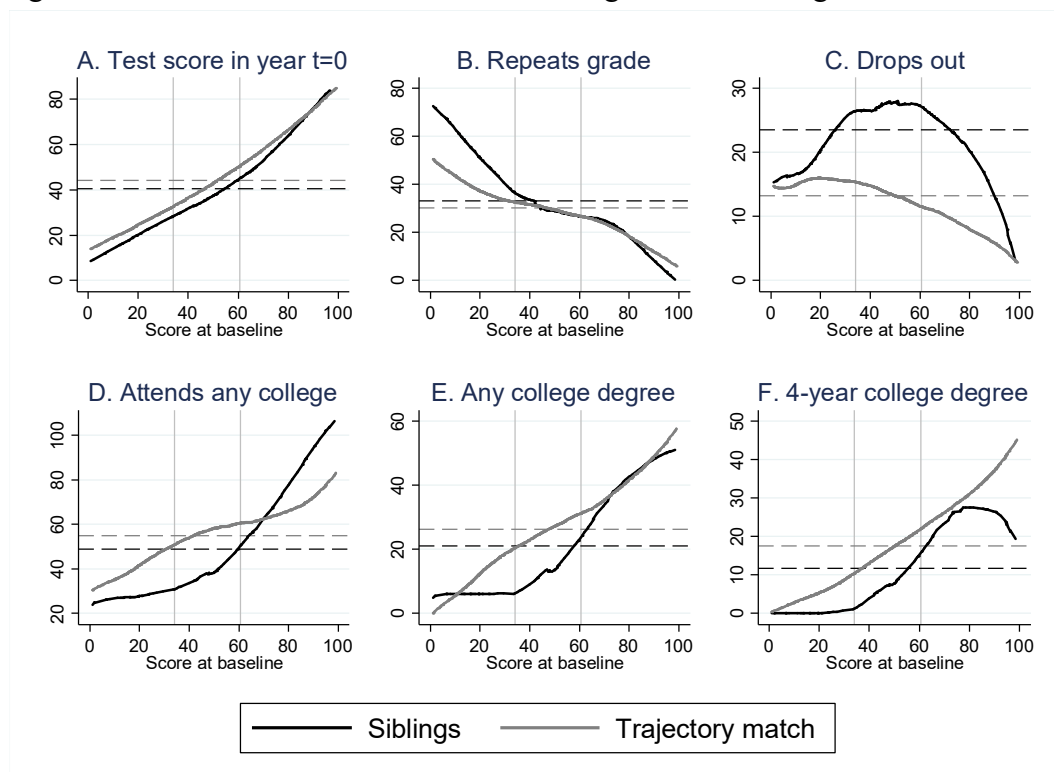 A. Test score in year t=0
80
60
40
20
0
0 20 40 60 80 100
Score at baseline
B. Repeats grade
80
60
40
20
0
0 20 40 60 80 100
Score at baseline
C. Drops out
30
20
10
0
0 20 40 60 80 100
Score at baseline
D. Attends any college
100
80
60
40
20
0 20 40 60 80 100
Score at baseline
E. Any college degree
60
40
20
0
0 20 40 60 80 100
Score at baseline
F. 4-year college degree
50
40
30
20
10
0
0 20 40 60 80 100
Score at baseline
Siblings
Trajectory match